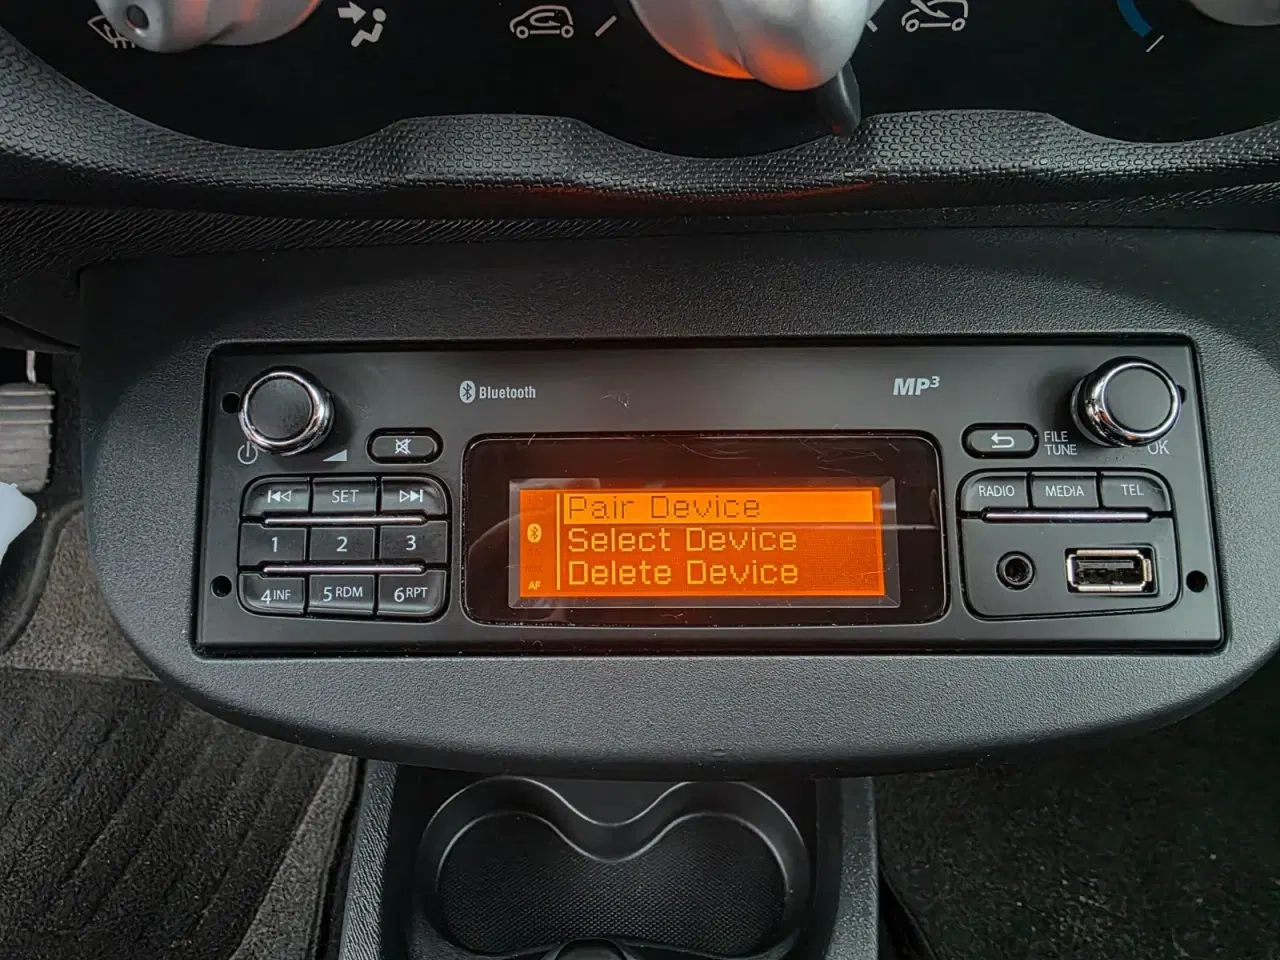 Bluetooth
MP3
FILE
TUNE
OK
SET
RADIO
MEDIA
TEL
1
2
3
4 INF
5 RDM
6 RPT
Pair Device
Select Device
Delete Device
AF